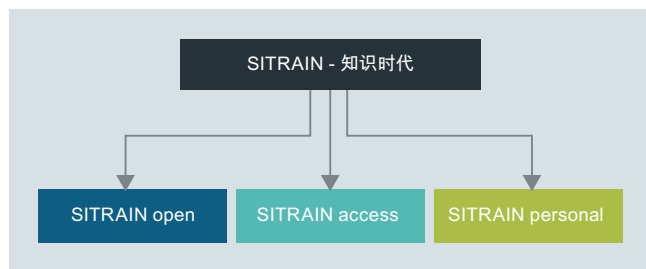 SITRAIN - 知识时代
SITRAIN open
SITRAIN access
SITRAIN personal